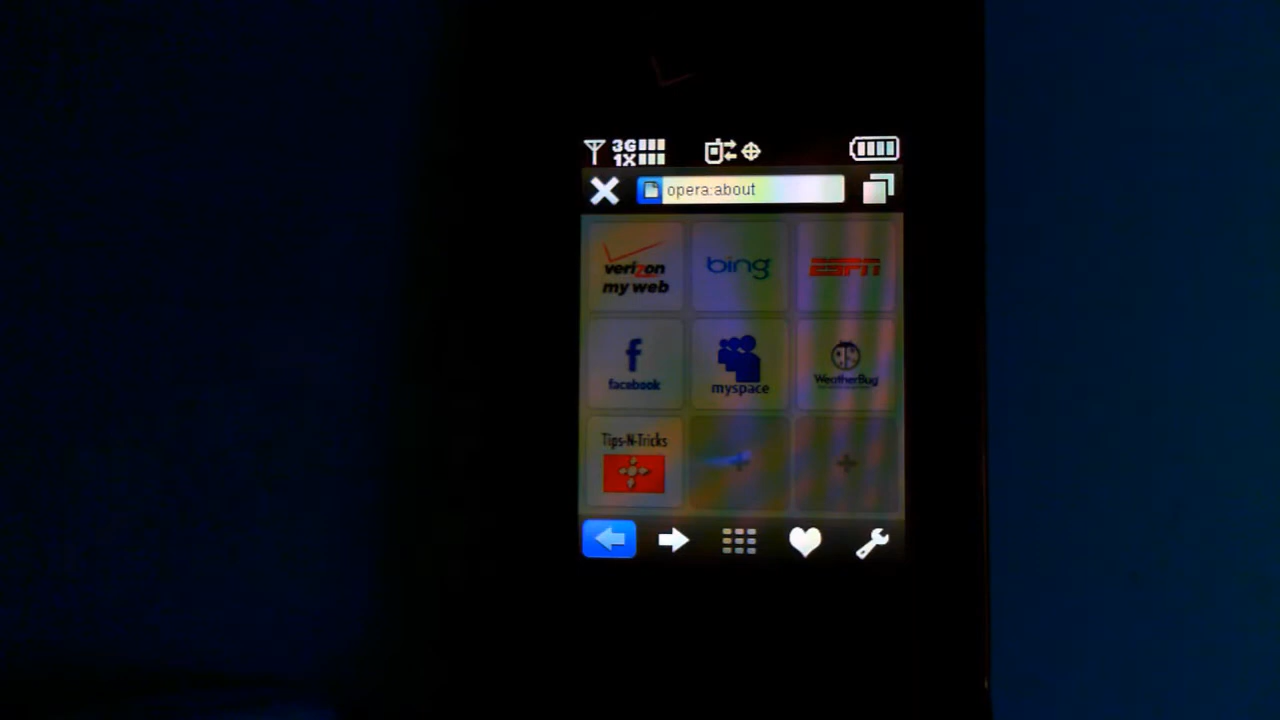 3G
1X
opera:about
verizon
my web
bing
ESPN
facebook
myspace
WeatherBug
Tips-N-Tricks